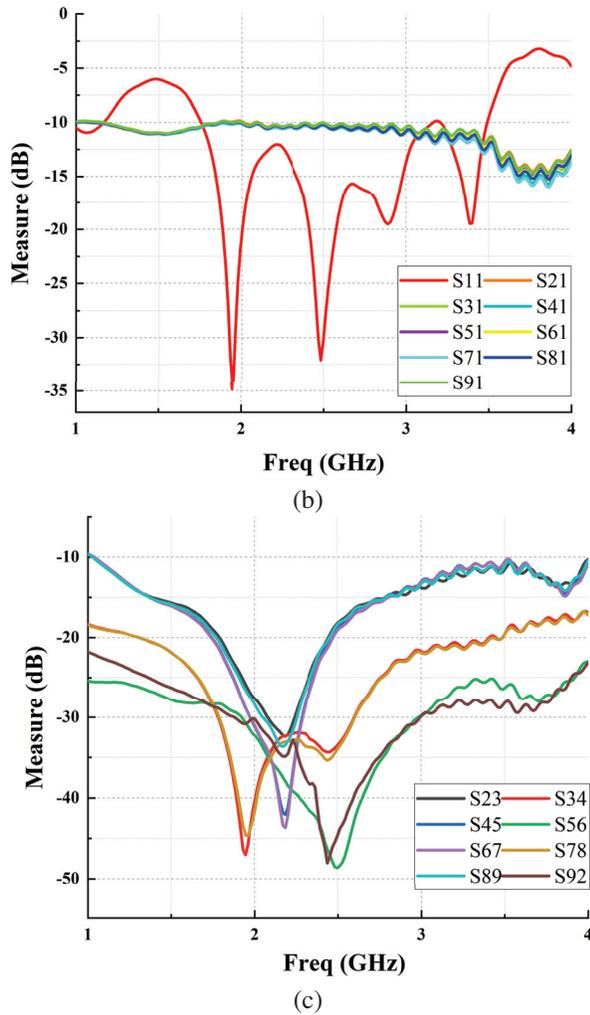 0
-5
-10
-15
-20
-25
-30
-35
Measure (dB)
S11 S21
S31 S41
S51 S61
S71 S81
S91
1 2 3 4
Freq (GHz)
(b)
-10
-20
-30
-40
-50
Measure (dB)
S23 S34
S45 S56
S67 S78
S89 S92
1 2 3 4
Freq (GHz)
(c)